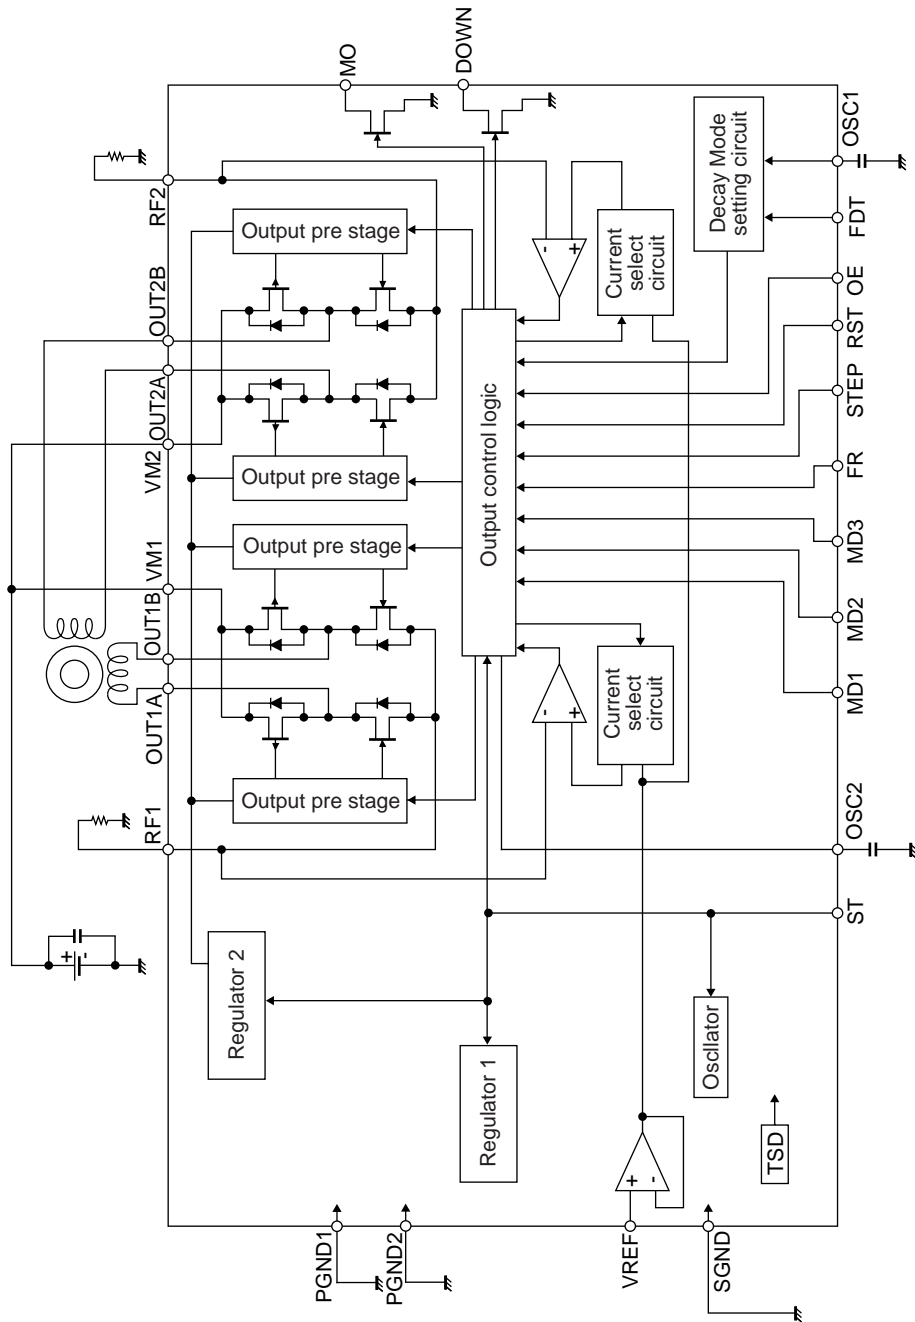 MO
DOWN
RF2
OUT2B
OUT2A
VM2
VM1
OUT1B
OUT1A
RF1
+
-
Output pre stage
Output pre stage
Output pre stage
Output pre stage
Regulator 2
Output control logic
Regulator 1
-
+
-
+
Current
select
circuit
Current
select
circuit
Decay Mode
setting circuit
Oscllator
TSD
+
-
OSC1
FDT
OE
RST
STEP
FR
MD3
MD2
MD1
OSC2
ST
PGND1
PGND2
VREF
SGND